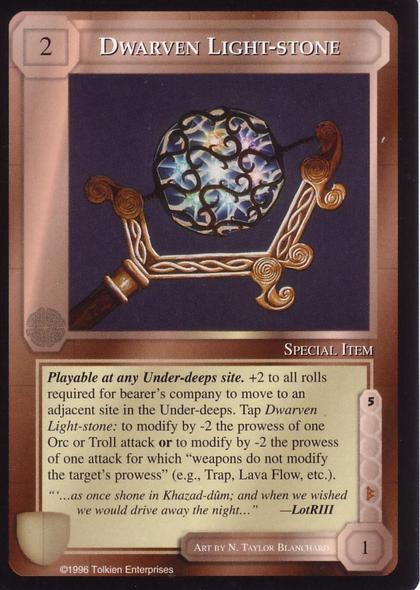 2
DWARVEN LIGHT-STONE
SPECIAL ITEM
Playable at any Under-deeps site. +2 to all rolls
required for bearer's company to move to an
adjacent site in the Under-deeps. Tap Dwarven
Light-stone: to modify by -2 the prowess of one
Orc or Troll attack or to modify by -2 the prowess
of one attack for which “weapons do not modify
the target's prowess” (e.g., Trap, Lava Flow, etc.).
“‘…as once shone in Khazad-dûm; and when we wished
we would drive away the night…” —LotRIII
5
ART BY N. TAYLOR BLANCHARD
1
©1996 Tolkien Enterprises